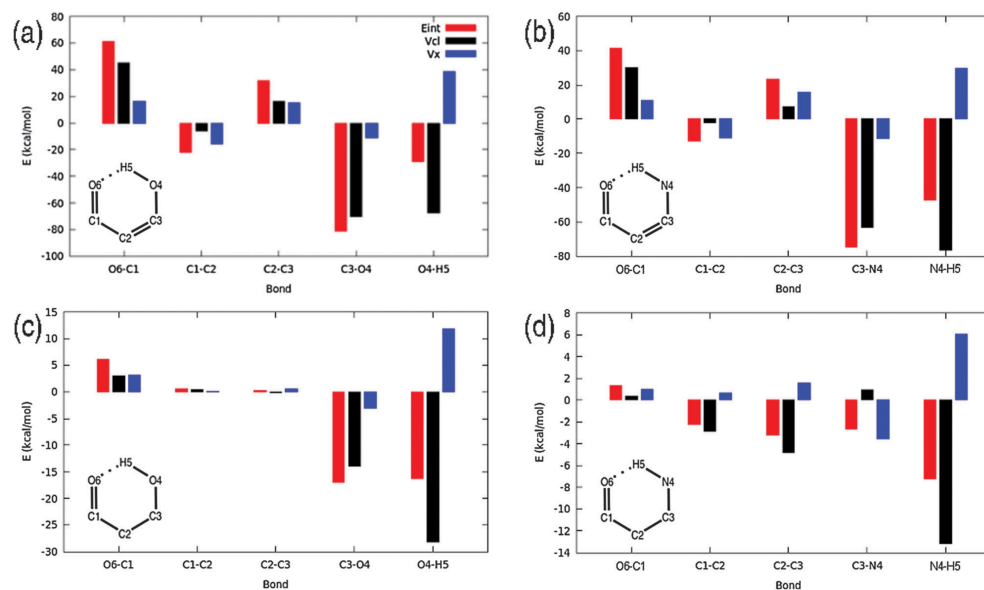 (a)
E (kcal/mol)
80
60
40
20
0
-20
-40
-60
-80
-100
Eint
Vcl
Vx
H5
O6
O4
C1
C3
C2
O6-C1 C1-C2 C2-C3 C3-O4 O4-H5
Bond
(b)
E (kcal/mol)
60
40
20
0
-20
-40
-60
-80
H5
O6
N4
C1
C3
C2
O6-C1 C1-C2 C2-C3 C3-N4 N4-H5
Bond
(c)
E (kcal/mol)
15
10
5
0
-5
-10
-15
-20
-25
-30
H5
O6
O4
C1
C3
C2
O6-C1 C1-C2 C2-C3 C3-O4 O4-H5
Bond
(d)
E (kcal/mol)
8
6
4
2
0
-2
-4
-6
-8
-10
-12
-14
H5
O6
N4
C1
C3
C2
O6-C1 C1-C2 C2-C3 C3-N4 N4-H5
Bond